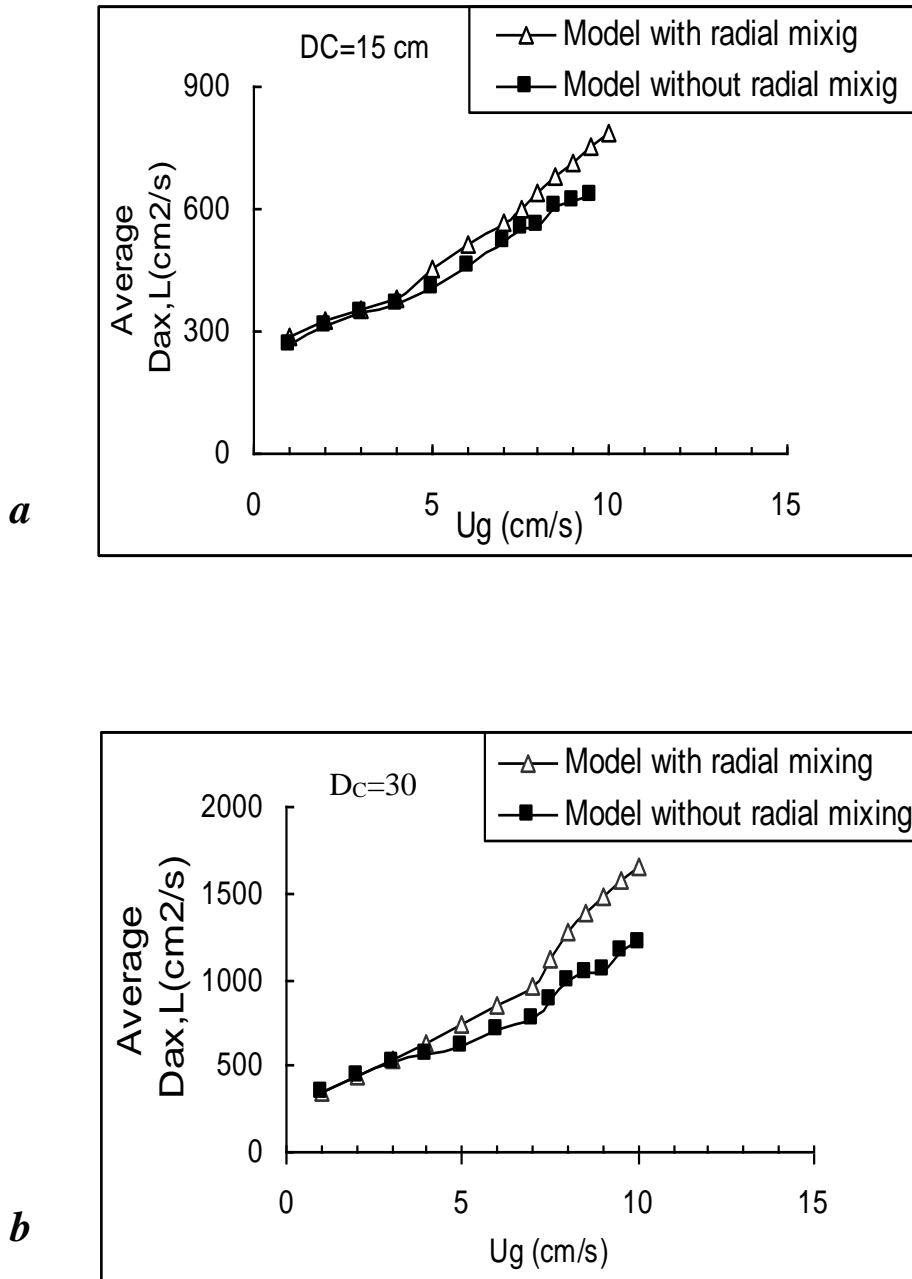 DC=15 cm
Model with radial mixig
Model without radial mixig
900
600
300
0
Average
Dax,L(cm2/s)
0 5 10 15
Ug (cm/s)
a
DC=30
Model with radial mixing
Model without radial mixing
2000
1500
1000
500
0
Average
Dax,L(cm2/s)
0 5 10 15
Ug (cm/s)
b